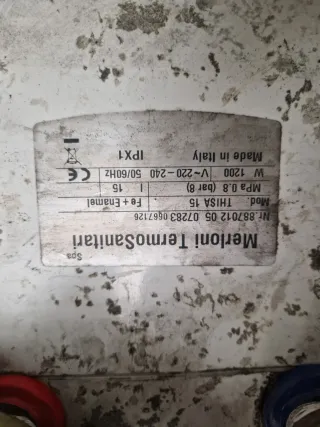 Merloni TermoSanitari Spa
Nr. 887012 05 07283 0667126
Mod. THISA 15 Fe + Enamel
MPa 0.8 (bar 8) l 15
W 1200 V~220-240 50/60Hz CE
Made in Italy IPX1